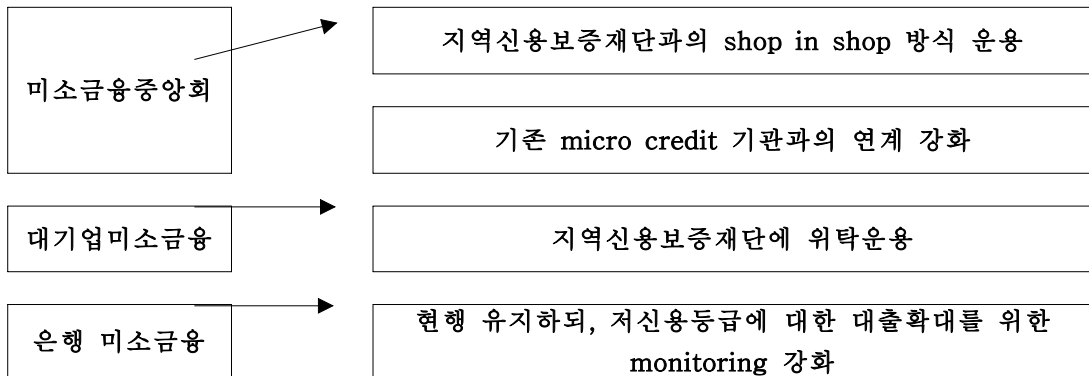 지역신용보증재단과의 shop in shop 방식 운용
미소금융중앙회
기존 micro credit 기관과의 연계 강화
대기업미소금융
지역신용보증재단에 위탁운용
은행 미소금융
현행 유지하되, 저신용등급에 대한 대출확대를 위한
monitoring 강화